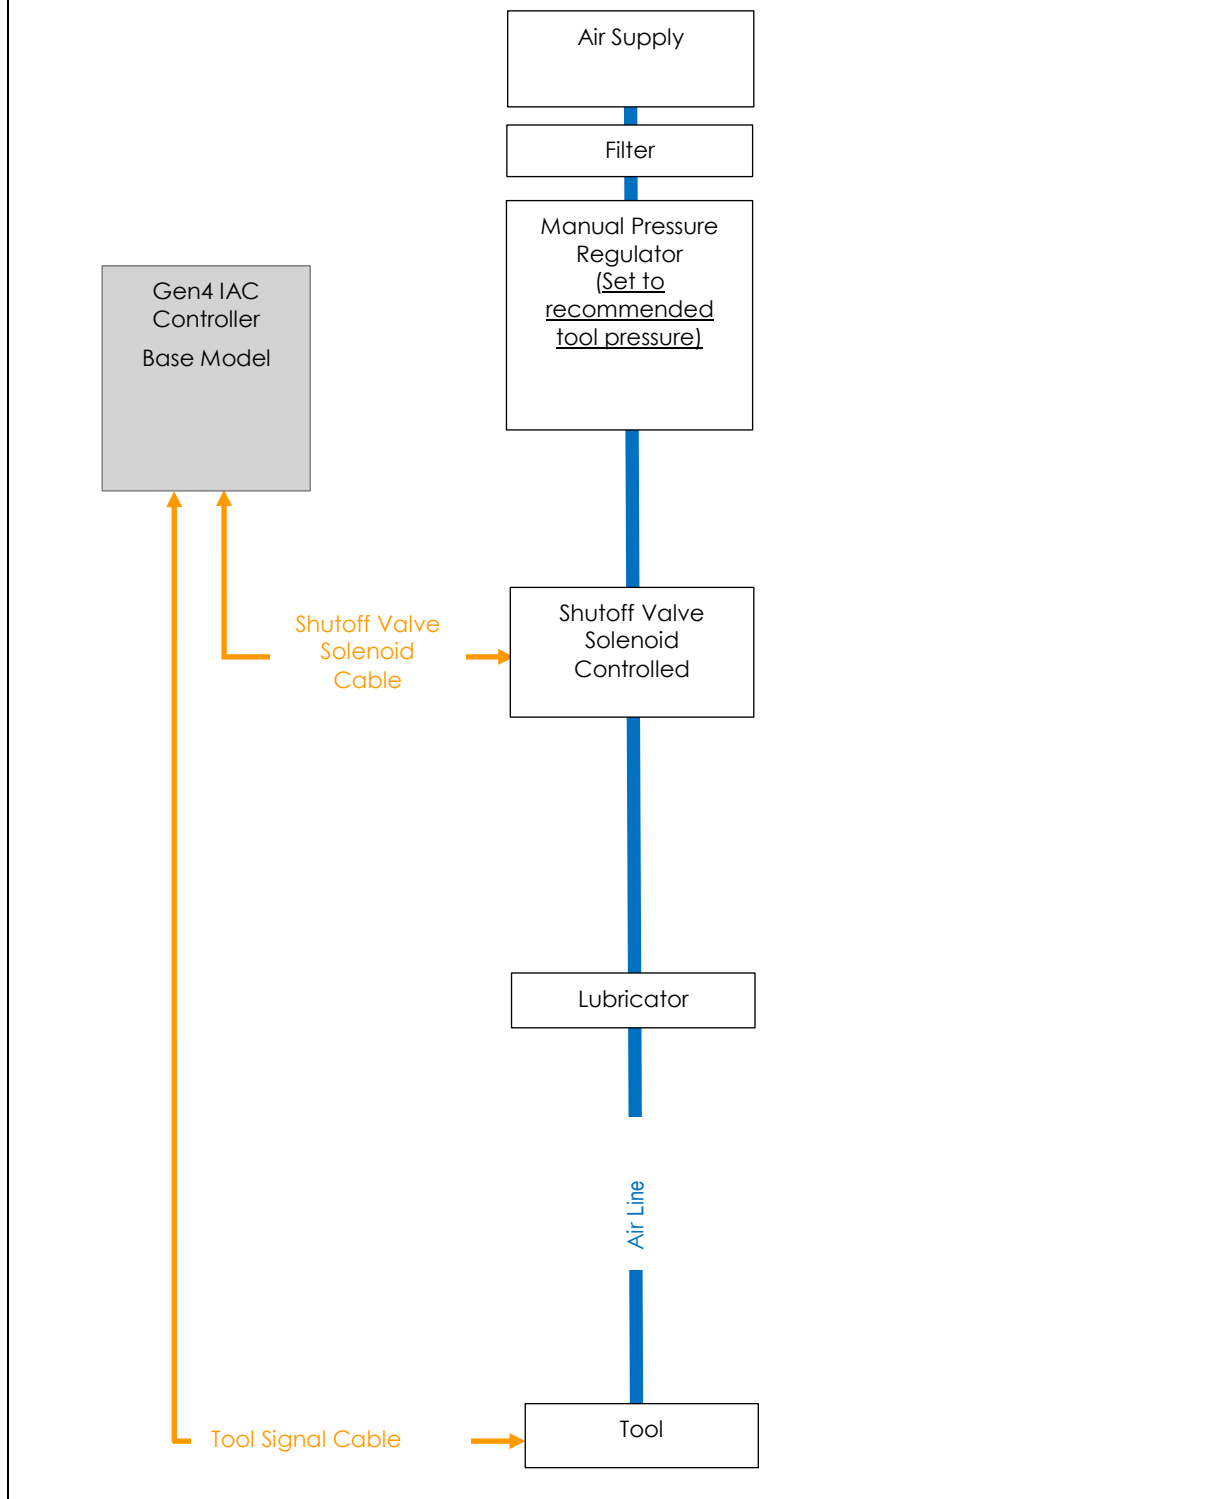 Air Supply
Filter
Manual Pressure
Regulator
(Set to
recommended
tool pressure)
Gen4 IAC
Controller
Base Model
Shutoff Valve
Solenoid
Cable
Shutoff Valve
Solenoid
Controlled
Lubricator
Air Line
Tool Signal Cable
Tool